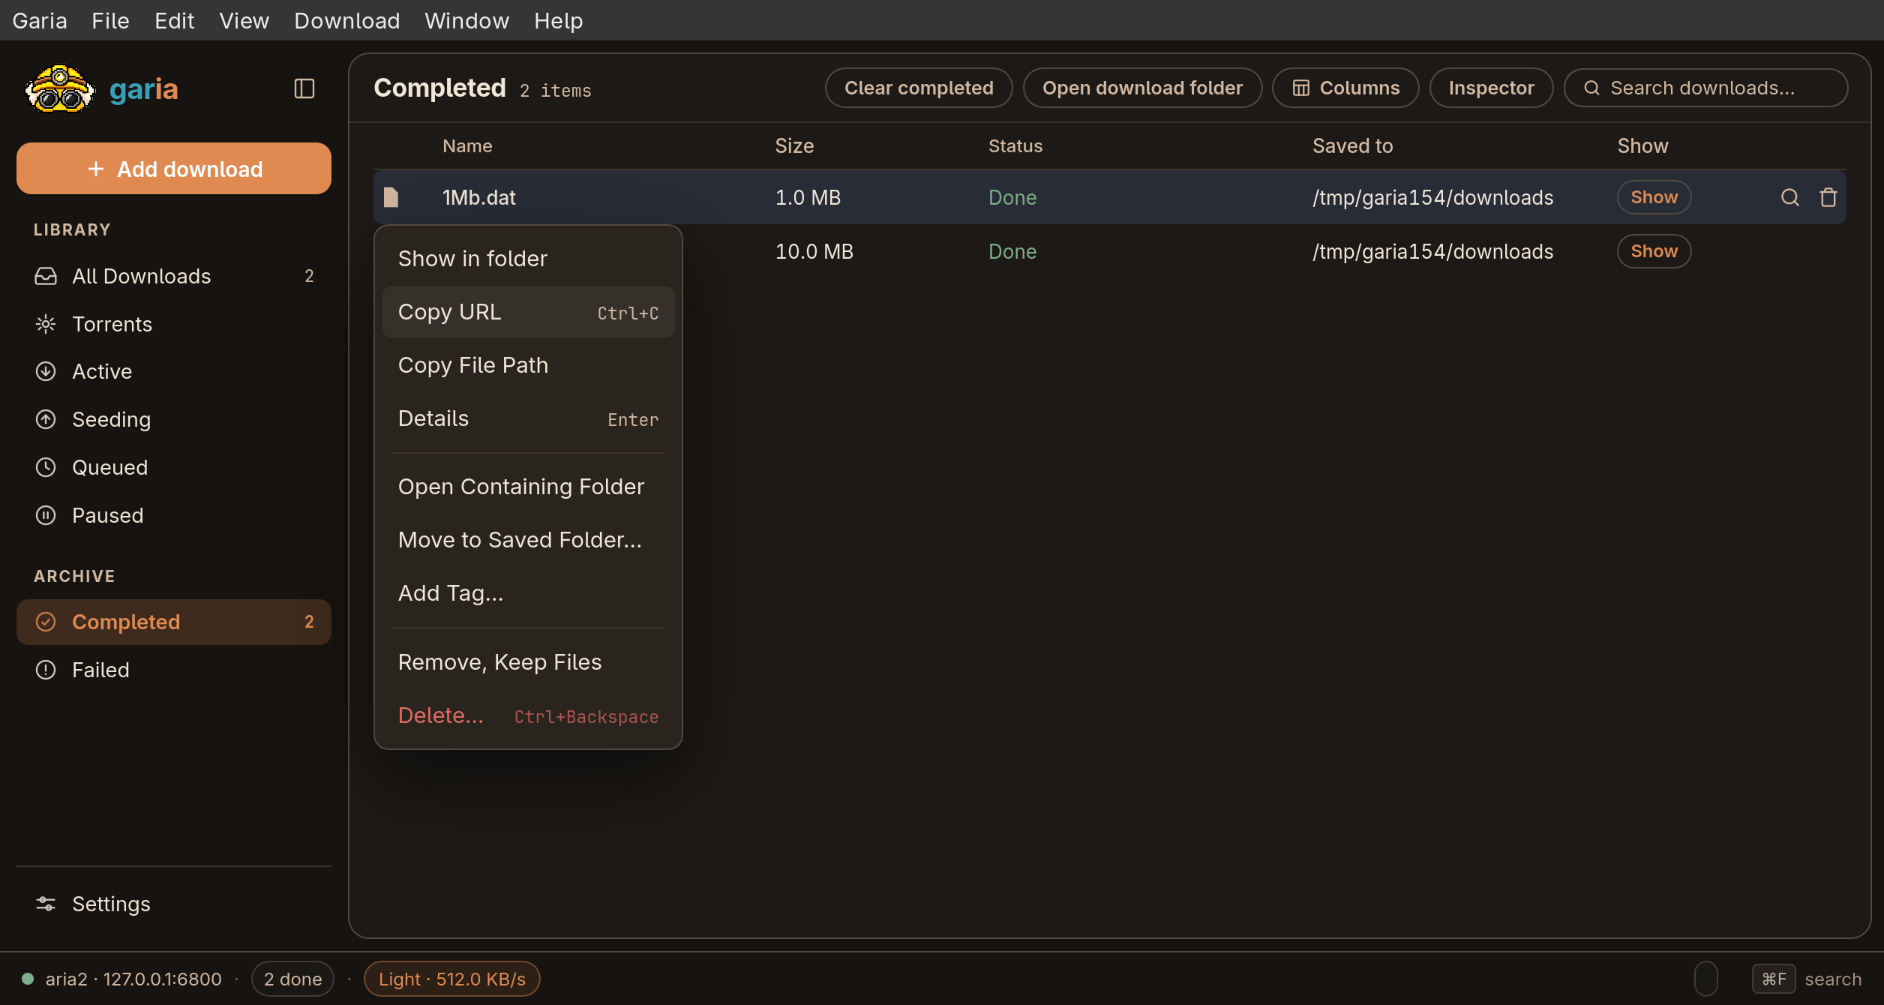 Garia File Edit View Download Window Help
garia
Completed 2 items
Clear completed
Open download folder
Columns
Inspector
Search downloads...
Add download
LIBRARY
All Downloads 2
Torrents
Active
Seeding
Queued
Paused
ARCHIVE
Completed 2
Failed
Settings
Name Size Status Saved to Show
1Mb.dat 1.0 MB Done /tmp/garia154/downloads Show
10.0 MB Done /tmp/garia154/downloads Show
Show in folder
Copy URL Ctrl+C
Copy File Path
Details Enter
Open Containing Folder
Move to Saved Folder...
Add Tag...
Remove, Keep Files
Delete... Ctrl+Backspace
aria2 · 127.0.0.1:6800 · 2 done · Light · 512.0 KB/s
⌘F search